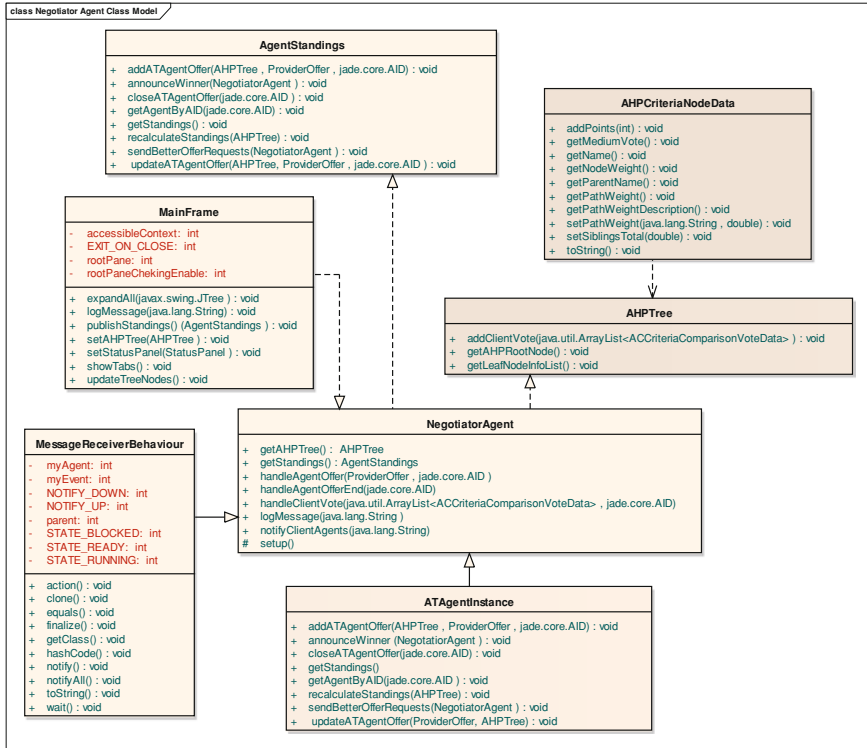 class Negotiator Agent Class Model
AgentStandings
+ addATAgentOffer(AHPTree , ProviderOffer , jade.core.AID) : void
+ announceWinner(NegotiatorAgent ) : void
+ closeATAgentOffer(jade.core.AID ) : void
+ getAgentByAID(jade.core.AID) : void
+ getStandings() : void
+ recalculateStandings(AHPTree) : void
+ sendBetterOfferRequests(NegotiatorAgent ) : void
+ updateATAgentOffer(AHPTree, ProviderOffer , jade.core.AID ) : void
AHPCriteriaNodeData
+ addPoints(int) : void
+ getMediumVote() : void
+ getName() : void
+ getNodeWeight() : void
+ getParentName() : void
+ getPathWeight() : void
+ getPathWeightDescription() : void
+ setPathWeight(java.lang.String , double) : void
+ setSiblingsTotal(double) : void
+ toString() : void
MainFrame
- accessibleContext: int
- EXIT_ON_CLOSE: int
- rootPane: int
- rootPaneChekingEnable: int
+ expandAll(javax.swing.JTree ) : void
+ logMessage(java.lang.String) : void
+ publishStandings() (AgentStandings ) : void
+ setAHPTree(AHPTree ) : void
+ setStatusPanel(StatusPanel ) : void
+ showTabs() : void
+ updateTreeNodes() : void
AHPTree
+ addClientVote(java.util.ArrayList<ACCriteriaComparisonVoteData> ) : void
+ getAHPRootNode() : void
+ getLeafNodeInfoList() : void
NegotiatorAgent
+ getAHPTree() : AHPTree
+ getStandings() : AgentStandings
+ handleAgentOffer(ProviderOffer , jade.core.AID )
+ handleAgentOfferEnd(jade.core.AID)
+ handleClientVote(java.util.ArrayList<ACCriteriaComparisonVoteData> , jade.core.AID)
+ logMessage(java.lang.String )
+ notifyClientAgents(java.lang.String)
# setup()
MessageReceiverBehaviour
- myAgent: int
- myEvent: int
- NOTIFY_DOWN: int
- NOTIFY_UP: int
- parent: int
- STATE_BLOCKED: int
- STATE_READY: int
- STATE_RUNNING: int
+ action() : void
+ clone() : void
+ equals() : void
+ finalize() : void
+ getClass() : void
+ hashCode() : void
+ notify() : void
+ notifyAll() : void
+ toString() : void
+ wait() : void
ATAgentInstance
+ addATAgentOffer(AHPTree , ProviderOffer , jade.core.AID) : void
+ announceWinner (NegotatiorAgent ) : void
+ closeATAgentOffer(jade.core.AID) : void
+ getStandings()
+ getAgentByAID(jade.core.AID ) : void
+ recalculateStandings(AHPTree) : void
+ sendBetterOfferRequests(NegotiatorAgent ) : void
+ updateATAgentOffer(ProviderOffer, AHPTree) : void